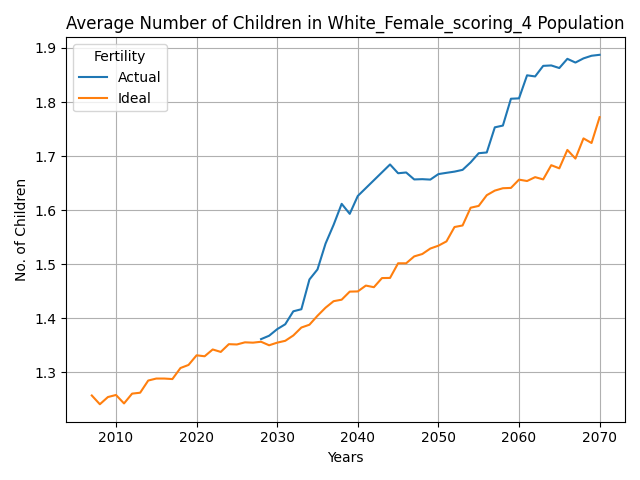 Average Number of Children in White_Female_scoring_4 Population
Fertility
Actual
Ideal
No. of Children
1.9
1.8
1.7
1.6
1.5
1.4
1.3
2010 2020 2030 2040 2050 2060 2070
Years